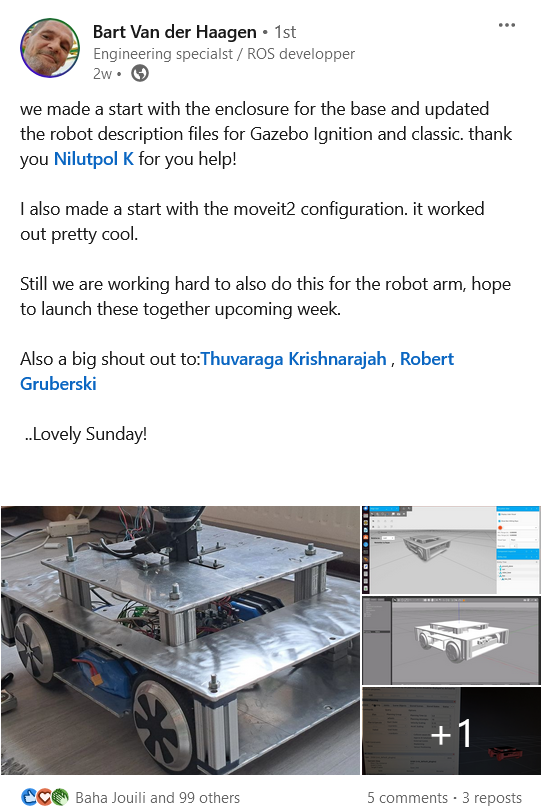 Bart Van der Haagen • 1st
Engineering specialst / ROS developper
2w •
we made a start with the enclosure for the base and updated
the robot description files for Gazebo Ignition and classic. thank
you Nilutpol K for you help!
I also made a start with the moveit2 configuration. it worked
out pretty cool.
Still we are working hard to also do this for the robot arm, hope
to launch these together upcoming week.
Also a big shout out to:Thuvaraga Krishnarajah , Robert
Gruberski
..Lovely Sunday!
+1
Baha Jouili and 99 others
5 comments • 3 reposts